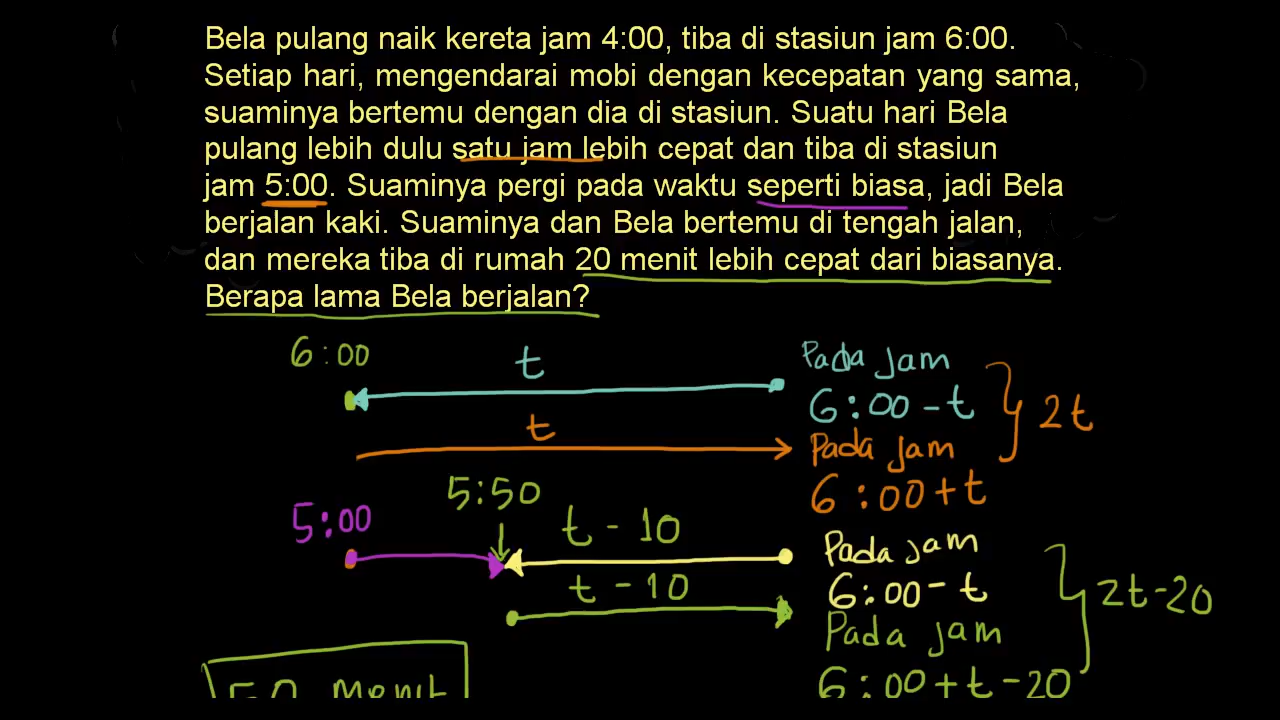 Bela pulang naik kereta jam 4:00, tiba di stasiun jam 6:00.
Setiap hari, mengendarai mobi dengan kecepatan yang sama,
suaminya bertemu dengan dia di stasiun. Suatu hari Bela
pulang lebih dulu satu jam lebih cepat dan tiba di stasiun
jam 5:00. Suaminya pergi pada waktu seperti biasa, jadi Bela
berjalan kaki. Suaminya dan Bela bertemu di tengah jalan,
dan mereka tiba di rumah 20 menit lebih cepat dari biasanya.
Berapa lama Bela berjalan?
6:00
t
Pada jam
6:00-t
2t
t
Pada jam
6:00+t
5:00
5:50
t-10
Pada jam
6:00-t
2t-20
t-10
Pada jam
6:00+t-20
50 menit